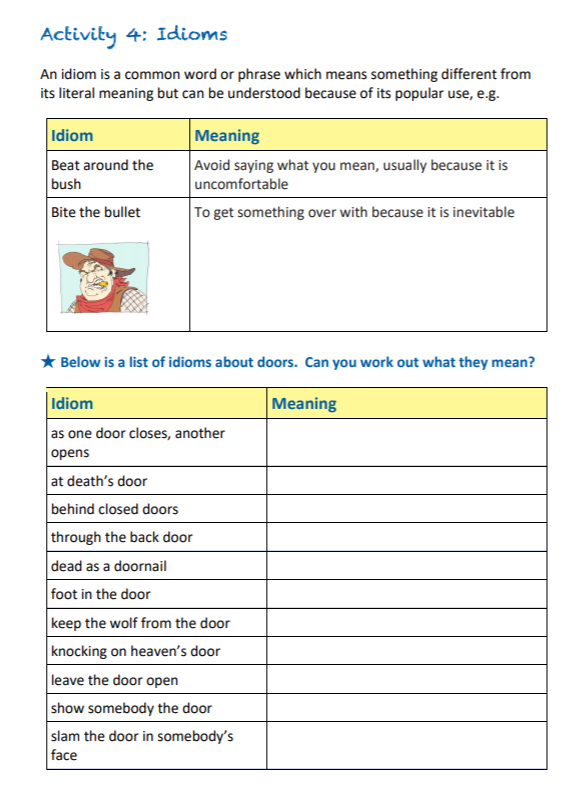 Activity 4: Idioms
An idiom is a common word or phrase which means something different from
its literal meaning but can be understood because of its popular use, e.g.
Idiom
Meaning
Beat around the
bush
Avoid saying what you mean, usually because it is
uncomfortable
Bite the bullet
To get something over with because it is inevitable
★ Below is a list of idioms about doors.  Can you work out what they mean?
Idiom
Meaning
as one door closes, another
opens
at death’s door
behind closed doors
through the back door
dead as a doornail
foot in the door
keep the wolf from the door
knocking on heaven’s door
leave the door open
show somebody the door
slam the door in somebody’s
face